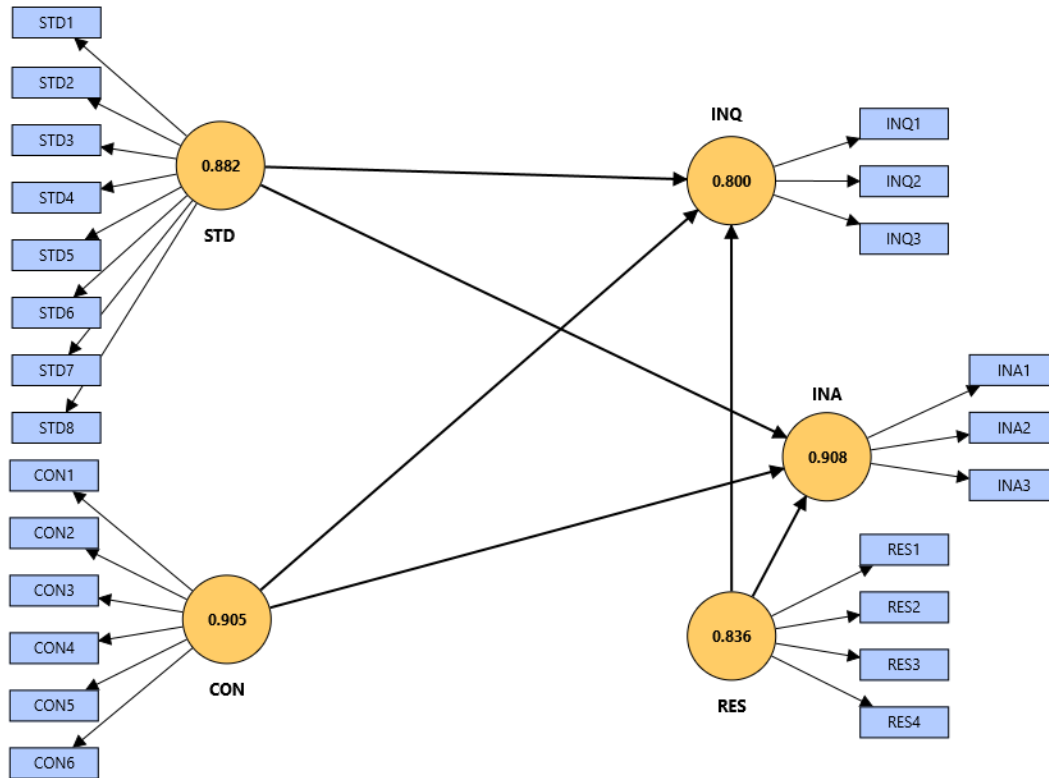 STD1
STD2
STD3
STD4
STD5
STD6
STD7
STD8
0.882
STD
INQ
0.800
INQ1
INQ2
INQ3
INA
0.908
INA1
INA2
INA3
CON1
CON2
CON3
CON4
CON5
CON6
0.905
CON
0.836
RES
RES1
RES2
RES3
RES4